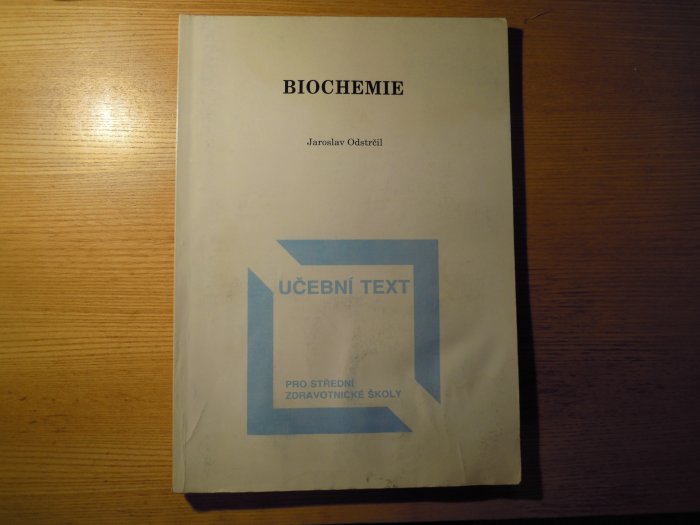 BIOCHEMIE
Jaroslav Odstrčil
UČEBNÍ TEXT
PRO STŘEDNÍ
ZDRAVOTNICKÉ ŠKOLY